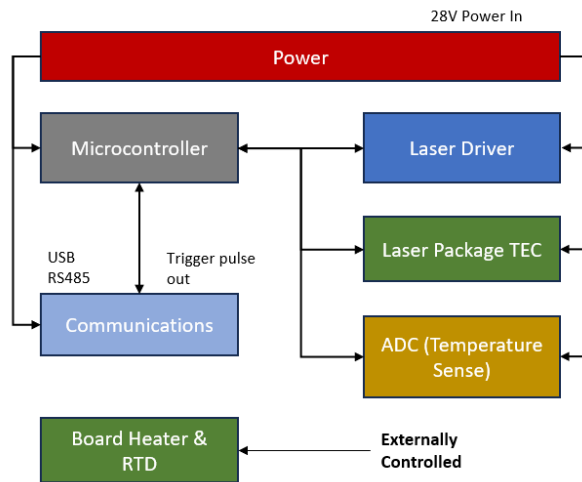 28V Power In
Power
Microcontroller
Laser Driver
USB
RS485
Trigger pulse
out
Laser Package TEC
Communications
ADC (Temperature
Sense)
Board Heater &
RTD
Externally
Controlled